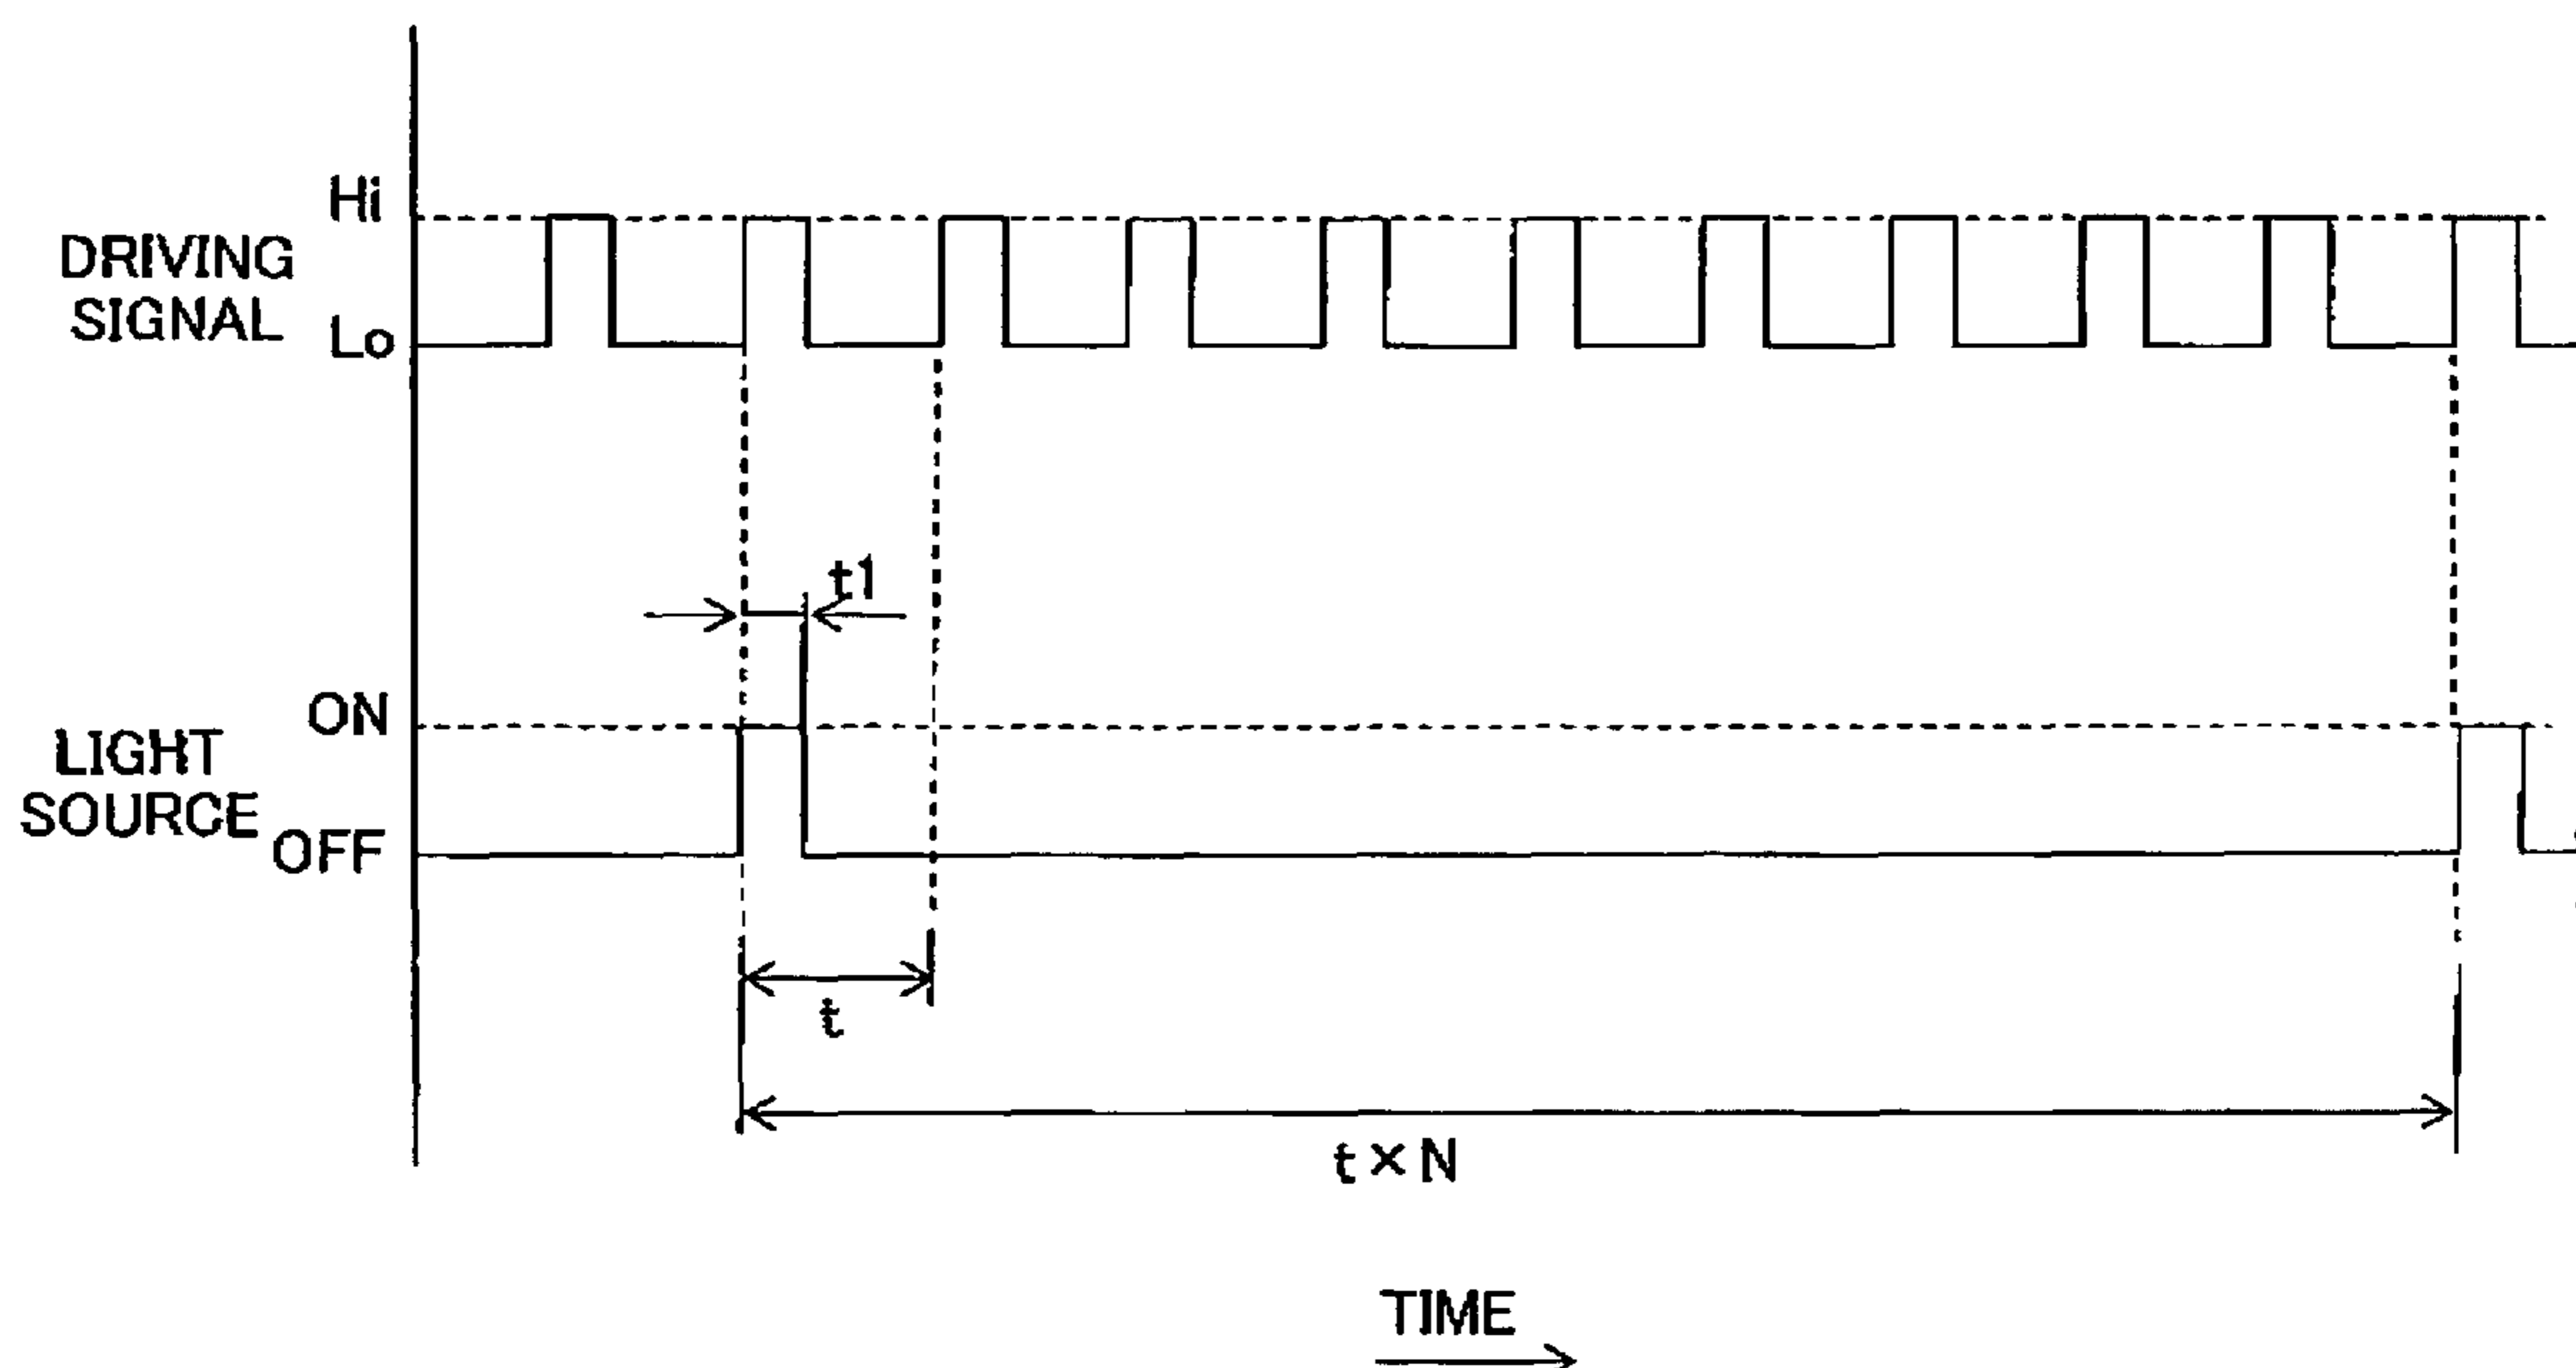 Hi
DRIVING
SIGNAL
Lo
t1
ON
LIGHT
SOURCE
OFF
t
t×N
TIME